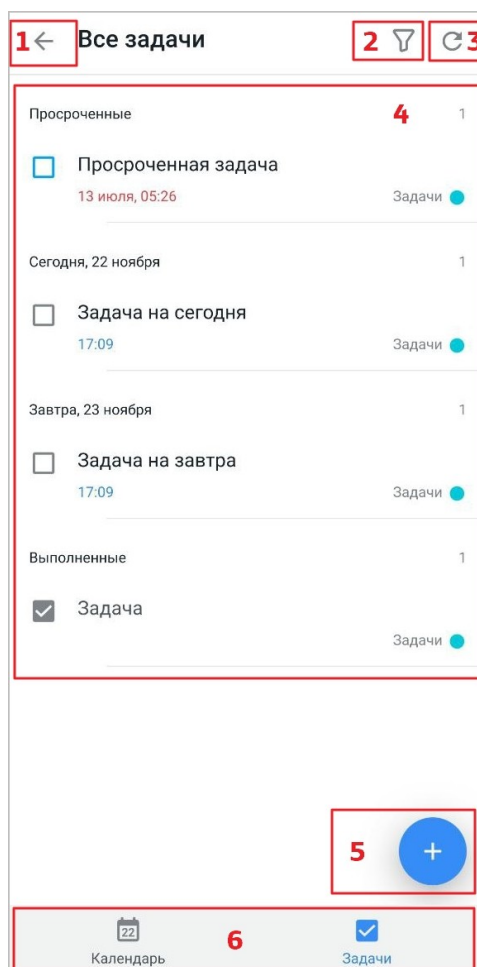 1 Все задачи 2 3
Просроченные 4 1
Просроченная задача
13 июля, 05:26 Задачи
Сегодня, 22 ноября 1
Задача на сегодня
17:09 Задачи
Завтра, 23 ноября 1
Задача на завтра
17:09 Задачи
Выполненные 1
Задача
Задачи
5 +
22 6
Календарь Задачи